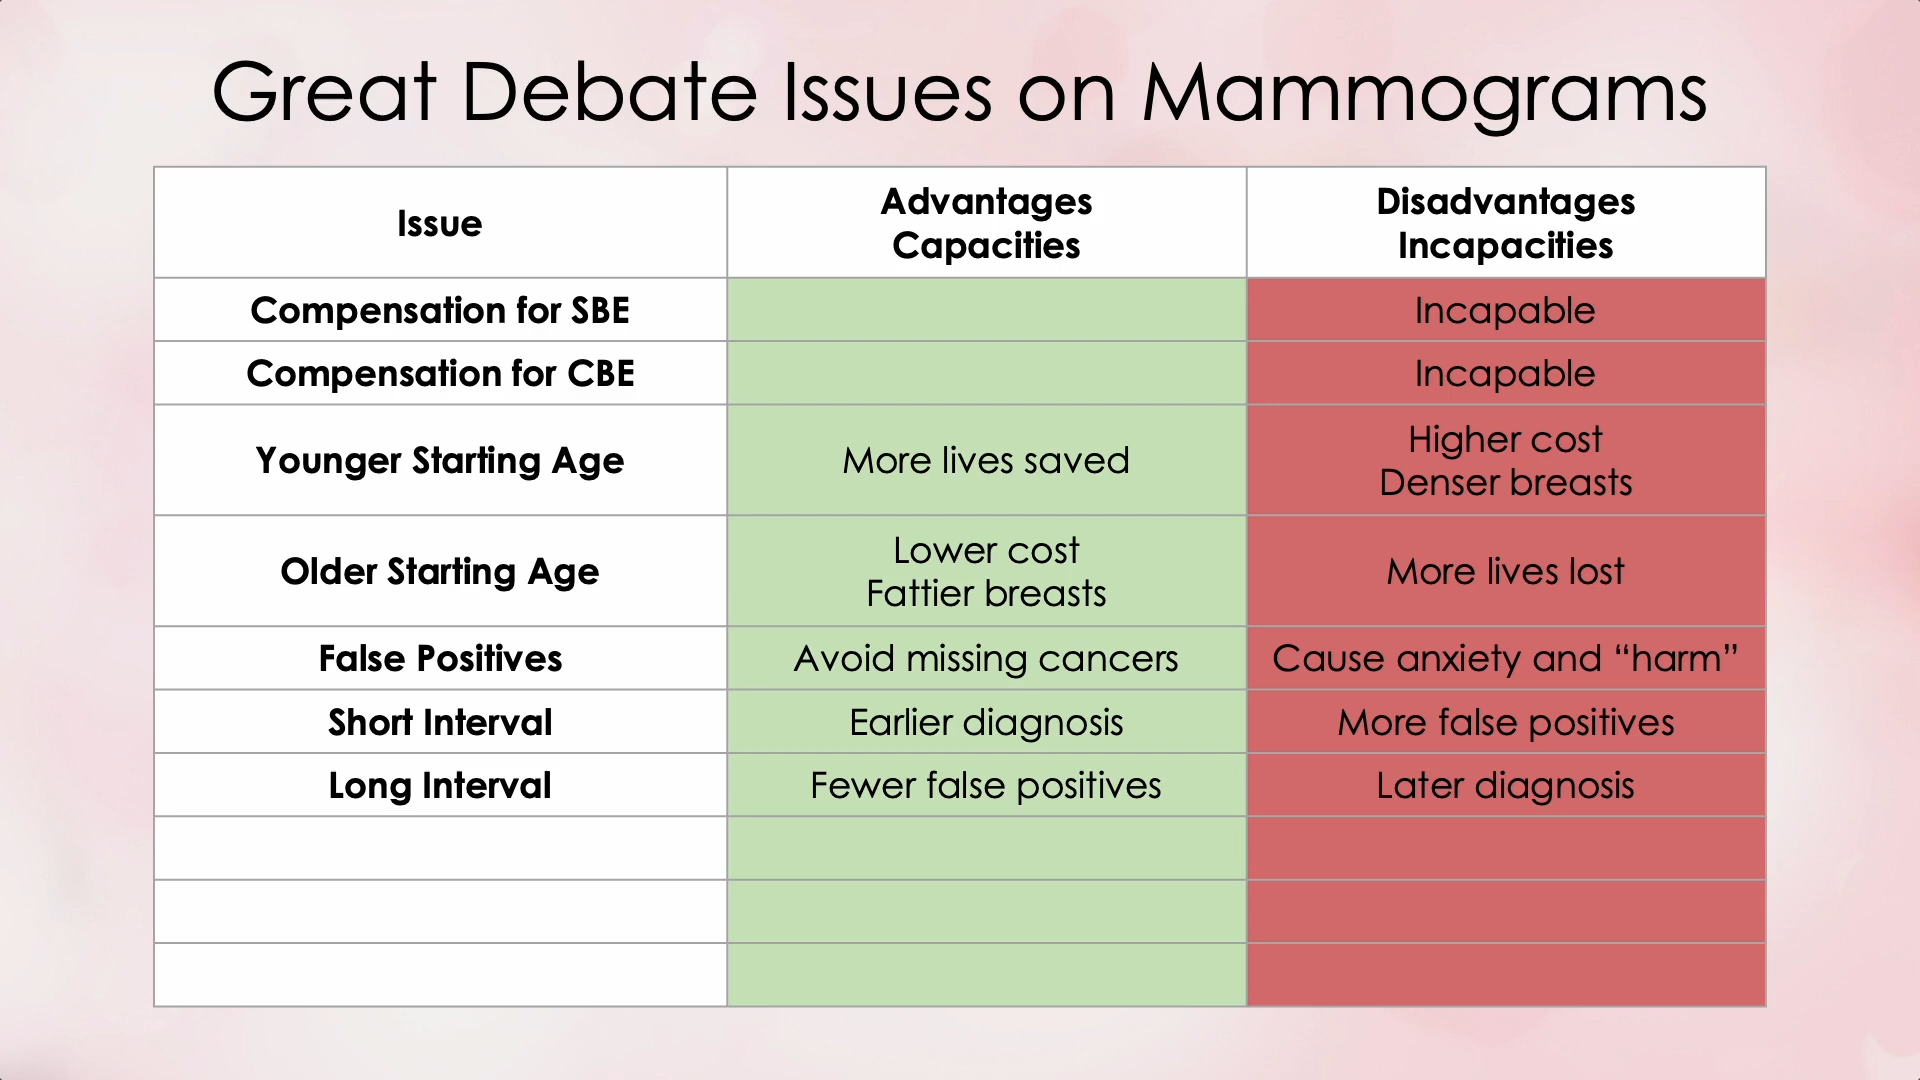 Great Debate Issues on Mammograms
Issue
Advantages
Capacities
Disadvantages
Incapacities
Compensation for SBE
Incapable
Compensation for CBE
Incapable
Younger Starting Age
More lives saved
Higher cost
Denser breasts
Older Starting Age
Lower cost
Fattier breasts
More lives lost
False Positives
Avoid missing cancers
Cause anxiety and “harm”
Short Interval
Earlier diagnosis
More false positives
Long Interval
Fewer false positives
Later diagnosis